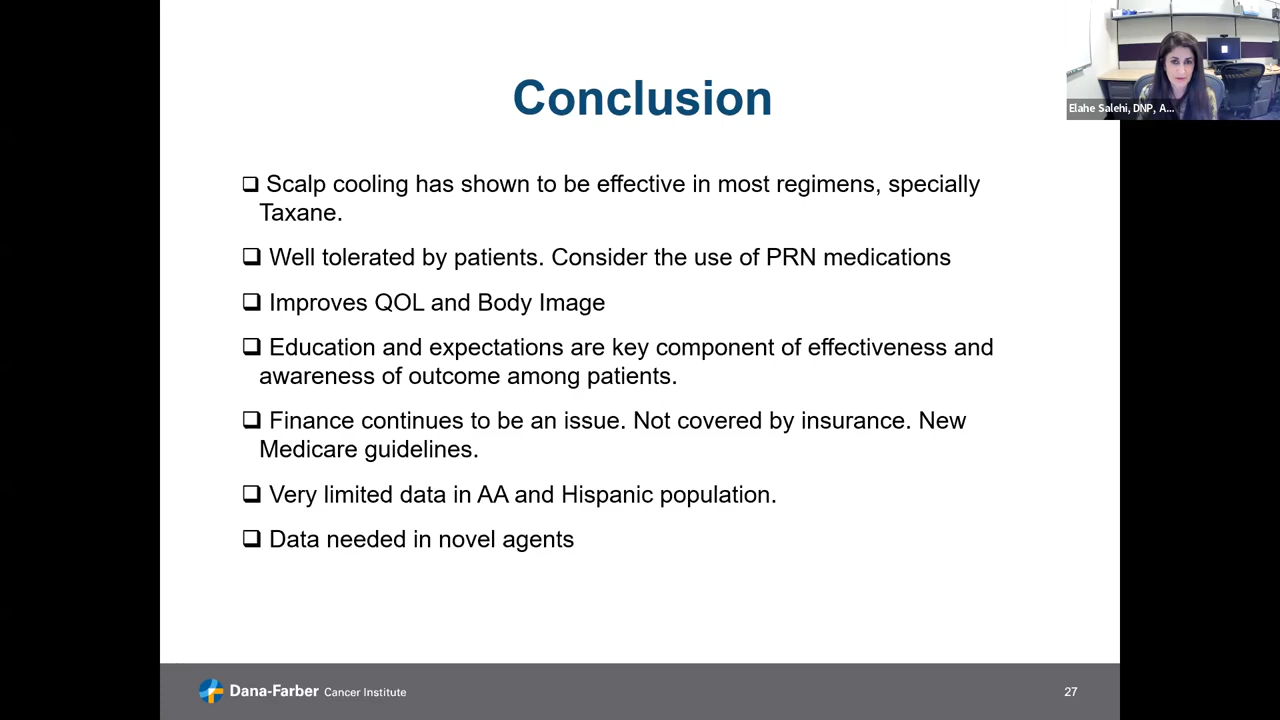 Conclusion
Elahe Salehi, DNP, A...
Scalp cooling has shown to be effective in most regimens, specially
Taxane.
Well tolerated by patients. Consider the use of PRN medications
Improves QOL and Body Image
Education and expectations are key component of effectiveness and
awareness of outcome among patients.
Finance continues to be an issue. Not covered by insurance. New
Medicare guidelines.
Very limited data in AA and Hispanic population.
Data needed in novel agents
Dana-Farber Cancer Institute
27